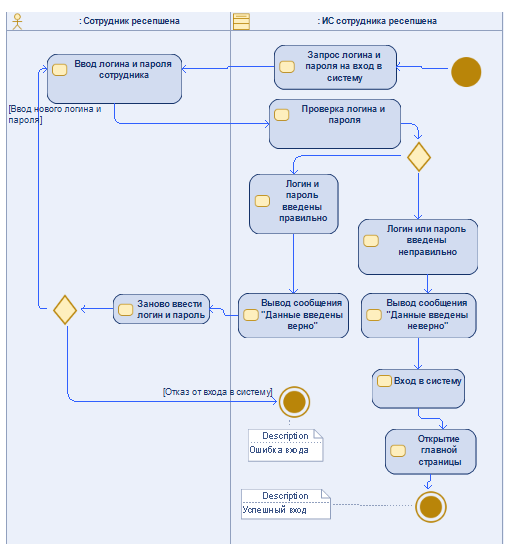 : Сотрудник ресепшена
: ИС сотрудника ресепшена
Ввод логина и пароля
сотрудника
Запрос логина и
пароля на вход в
систему
[Ввод нового логина и
пароля]
Проверка логина и
пароля
Логин и
пароль
введены
правильно
Логин или пароль
введены
неправильно
Заново ввести
логин и пароль
Вывод сообщения
"Данные введены
верно"
Вывод сообщения
"Данные введены
неверно"
Вход в систему
[Отказ от входа в систему]
Description
Ошибка входа
Открытие
главной
страницы
Description
Успешный вход